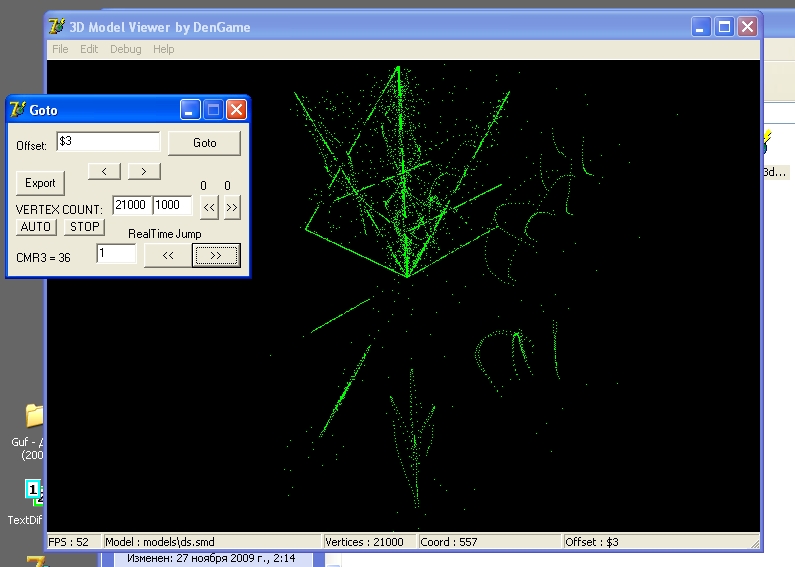 3D Model Viewer by DenGame
File Edit Debug Help
Goto
Offset: $3 Goto
< >
Export
0 0
VERTEX COUNT: 21000 1000 << >>
AUTO STOP
RealTime Jump
CMR3 = 36 1 << >>
3d...
Guf - Д
(200
1 2
TextDif
FPS : 52 Model : models\ds.smd Vertices : 21000 Coord : 557 Offset : $3
Изменен: 27 ноября 2009 г., 2:14